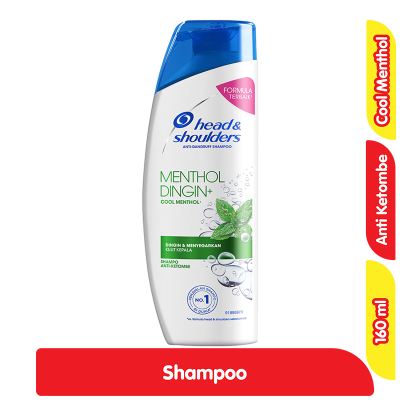 FORMULA
TERBAIK*
head&
shoulders
ANTI-DANDRUFF SHAMPOO
MENTHOL
DINGIN+
COOL MENTHOL+
DINGIN & MENYEGARKAN
KULIT KEPALA
SHAMPO
ANTI-KETOMBE
NO.1
Cool Menthol
Anti Ketombe
160 ml
Shampoo